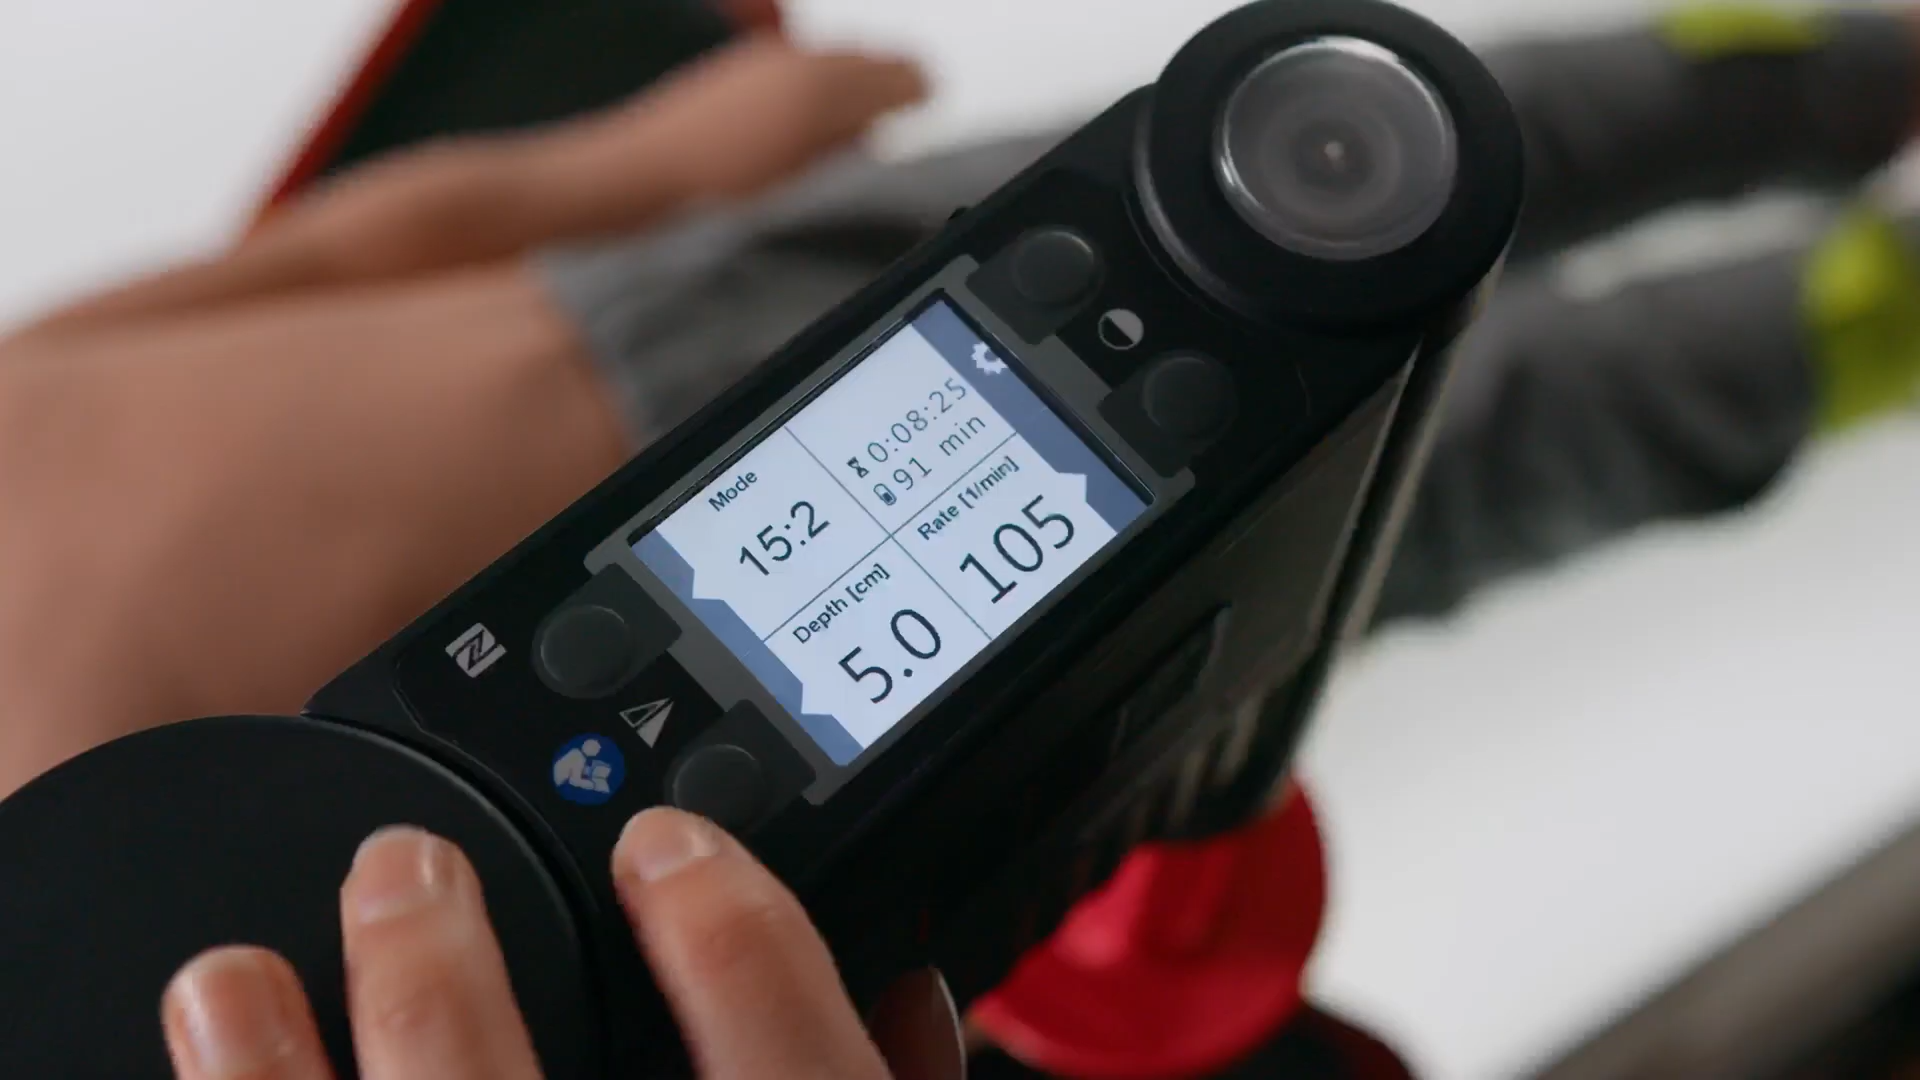 0:08:25
91 min
Mode
15:2
Rate [1/min]
105
Depth [cm]
5.0